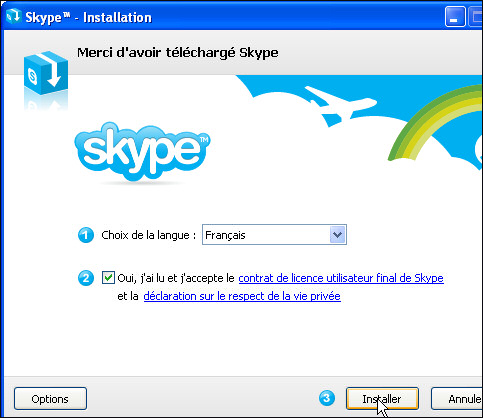 Skype™ - Installation
Merci d'avoir téléchargé Skype
skype™
1 Choix de la langue : Français
2 Oui, j'ai lu et j'accepte le contrat de licence utilisateur final de Skype
et la déclaration sur le respect de la vie privée
Options 3 Installer Annule